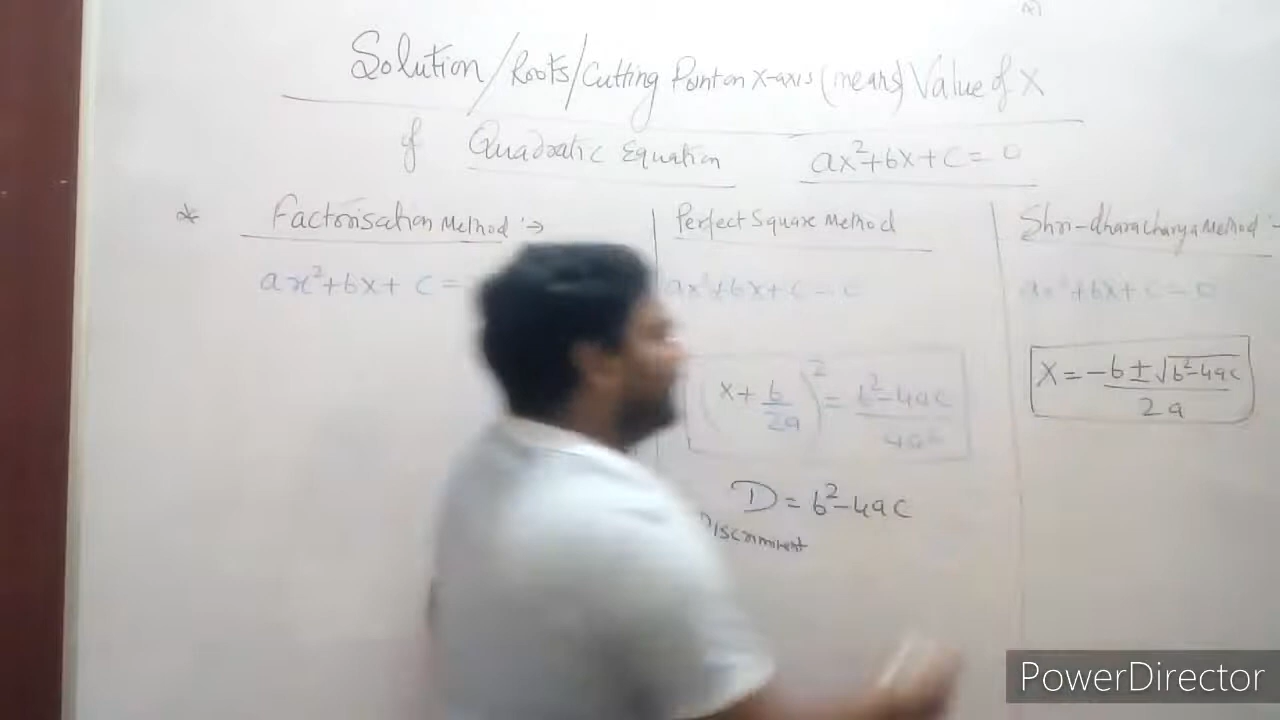 Solution/Roots/Cutting Point on X-axis (means) Value of X
of Quadratic Equation ax²+bx+c=0
* Factorisation Method :→
ax²+bx+c=
Perfect Square Method
ax²+bx+c=0
(x+b/2a)²=b²-4ac/4a²
D=b²-4ac
Discriminent
Shri-dharacharya Method :-
ax²+bx+c=0
X=-b±√b²-4ac/2a
PowerDirector